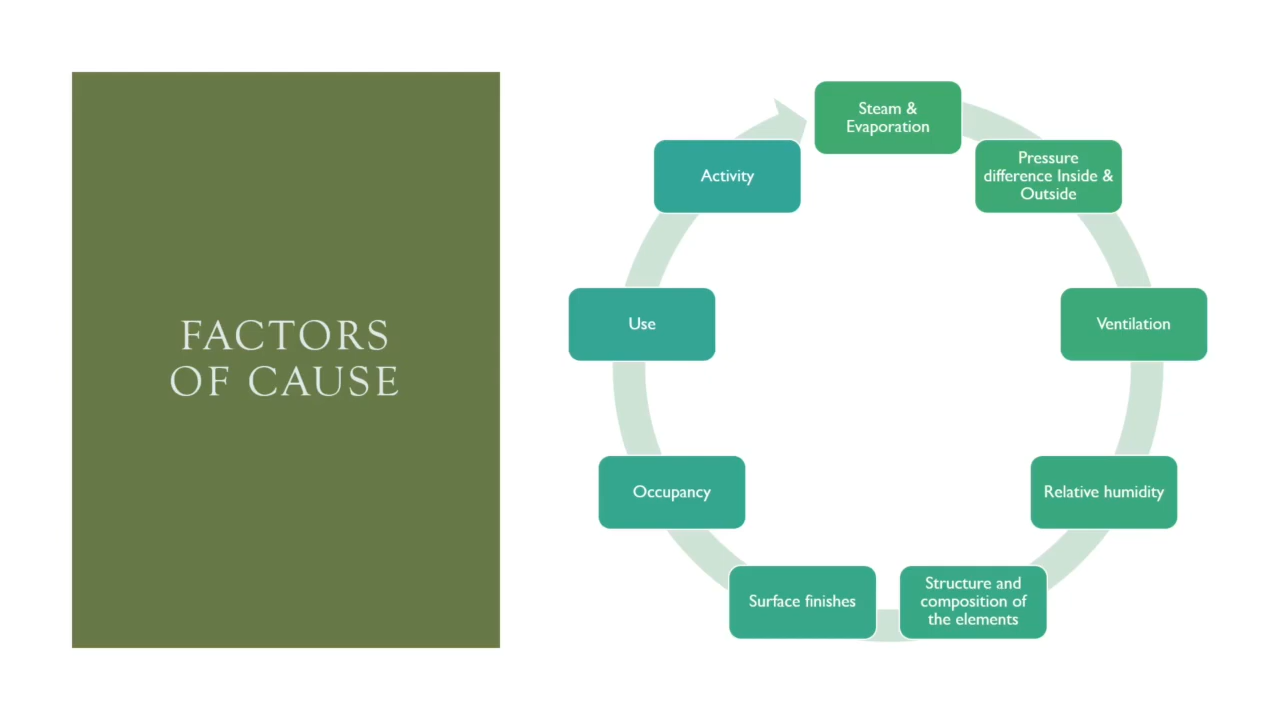 FACTORS
OF CAUSE
Steam &
Evaporation
Pressure
difference Inside &
Outside
Ventilation
Relative humidity
Structure and
composition of
the elements
Surface finishes
Occupancy
Use
Activity